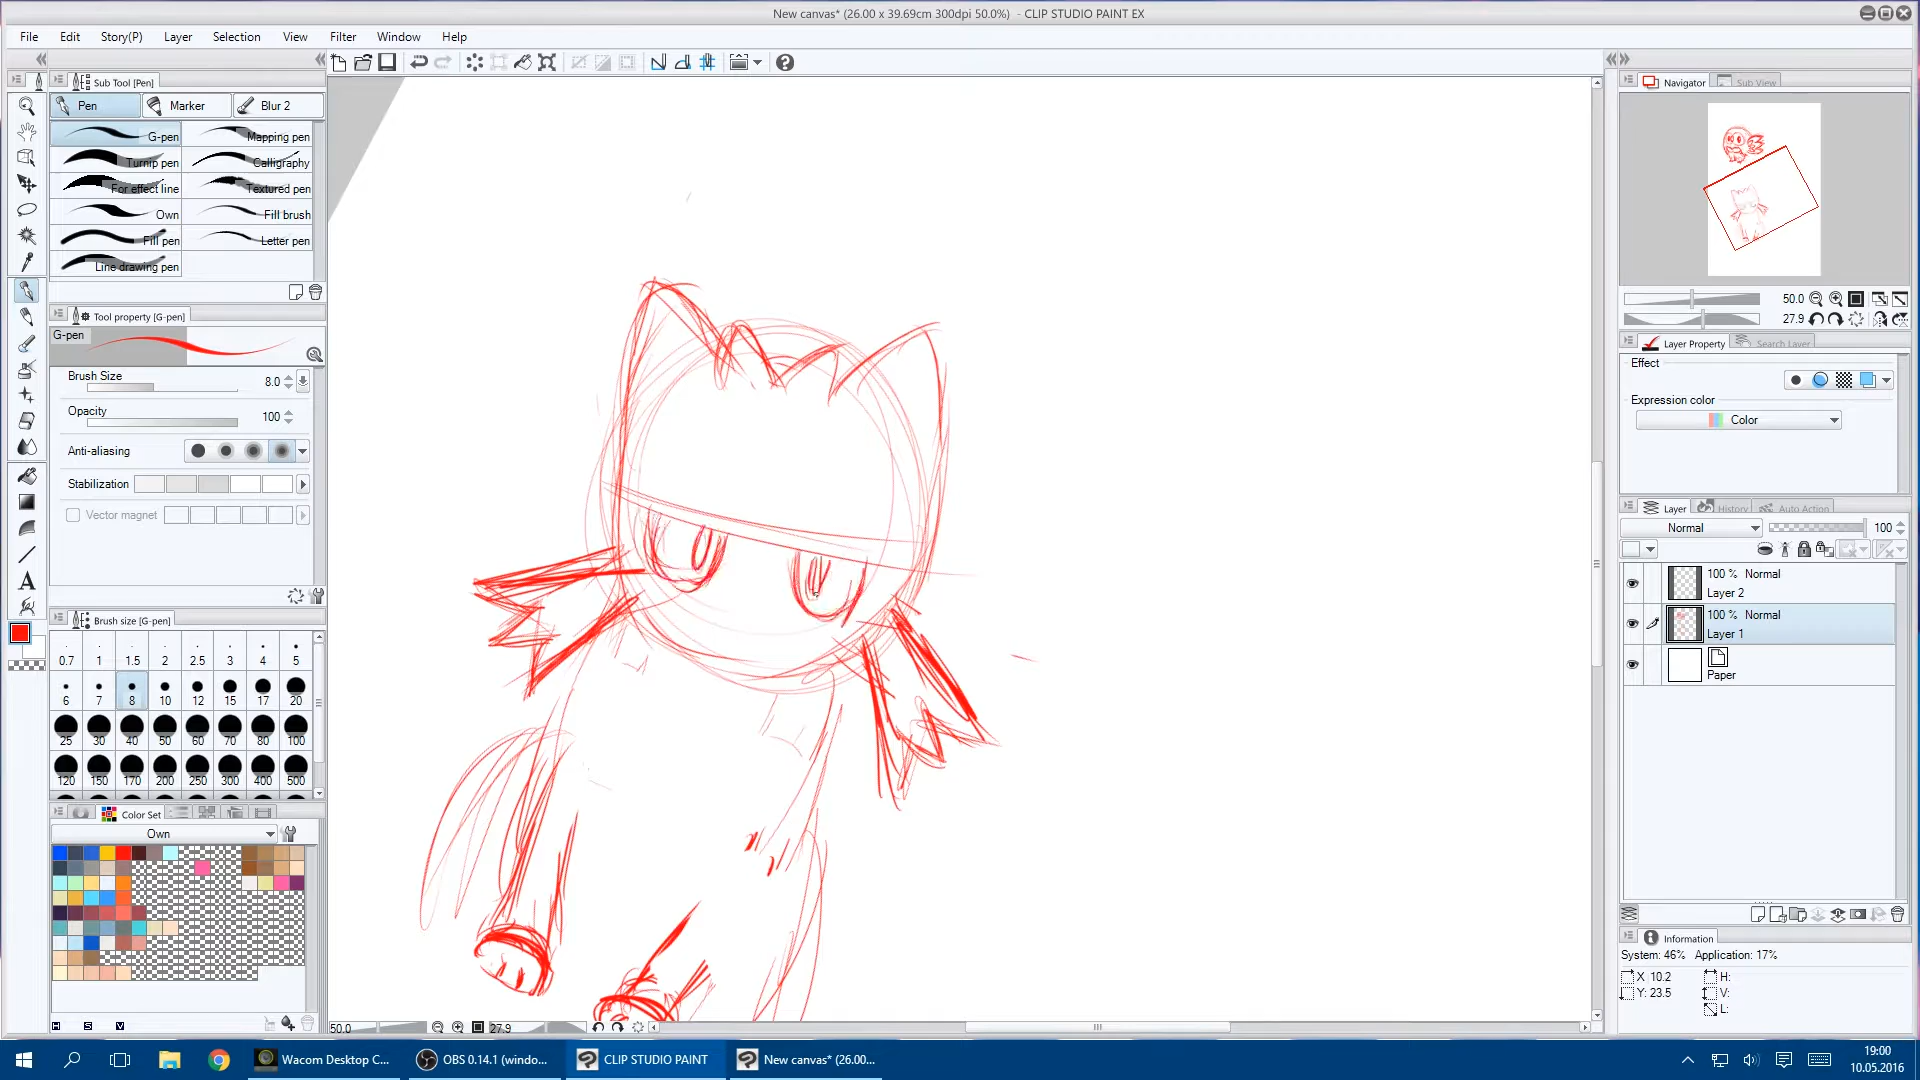 New canvas* (26.00 x 39.69cm 300dpi 50.0%) - CLIP STUDIO PAINT EX
File Edit Story(P) Layer Selection View Filter Window Help
Sub Tool [Pen]
Pen Marker Blur 2
G-pen Mapping pen
Turnip pen Calligraphy
For effect line Textured pen
Own Fill brush
Fill pen Letter pen
Line drawing pen
Tool property [G-pen]
G-pen
Brush Size 8.0
Opacity 100
Anti-aliasing
Stabilization
Vector magnet
Brush size [G-pen]
0.7 1 1.5 2 2.5 3 4 5
6 7 8 10 12 15 17 20
25 30 40 50 60 70 80 100
120 150 170 200 250 300 400 500
Color Set
Own
H S V
50.0 27.9
Navigator Sub View
50.0
27.9
Layer Property Search Layer
Effect
Expression color
Color
Layer History Auto Action
Normal 100
100 % Normal
Layer 2
100 % Normal
Layer 1
Paper
Information
System: 46% Application: 17%
X 10.2 H:
Y: 23.5 V:
L:
Wacom Desktop C... OBS 0.14.1 (windo... CLIP STUDIO PAINT New canvas* (26.00...
19:00
10.05.2016